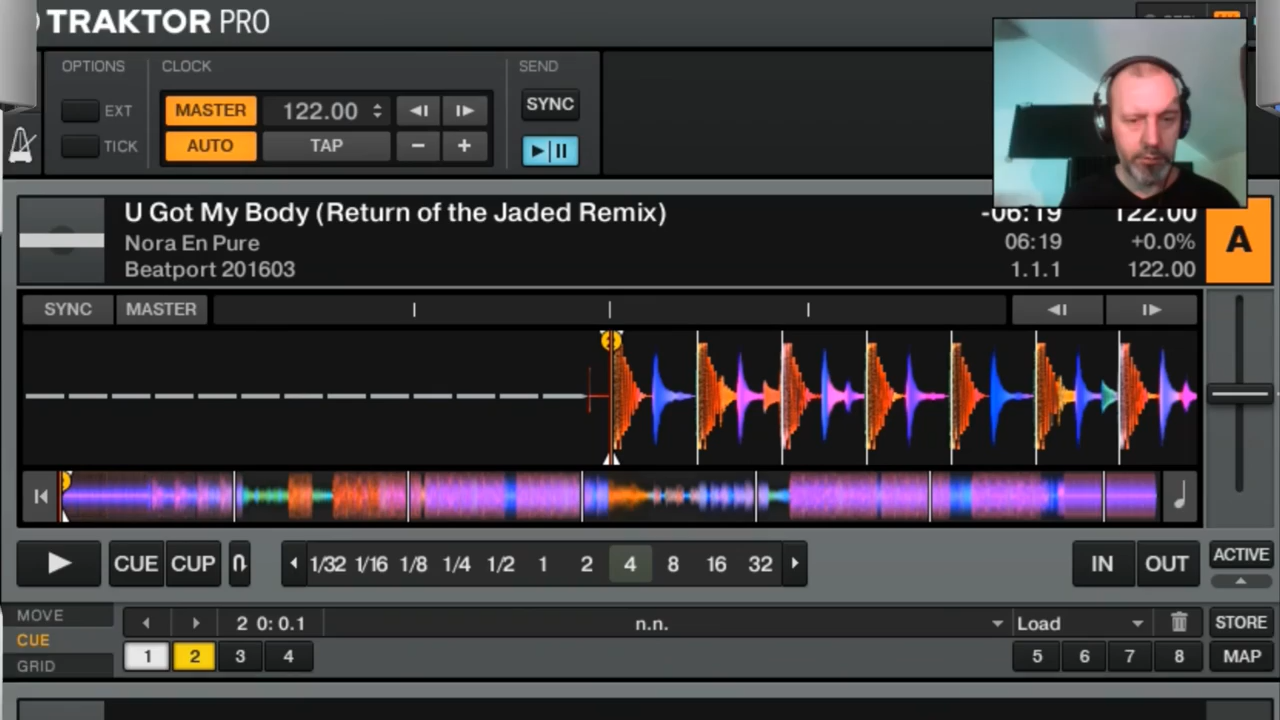 TRAKTOR PRO
OPTIONS CLOCK SEND
EXT MASTER 122.00 SYNC
TICK AUTO TAP − +
U Got My Body (Return of the Jaded Remix) -06:19 122.00
Nora En Pure 06:19 +0.0% A
Beatport 201603 1.1.1 122.00
SYNC MASTER
CUE CUP 1/32 1/16 1/8 1/4 1/2 1 2 4 8 16 32 IN OUT ACTIVE
MOVE
CUE 2 0: 0.1 n.n. Load STORE
GRID 1 2 3 4 5 6 7 8 MAP